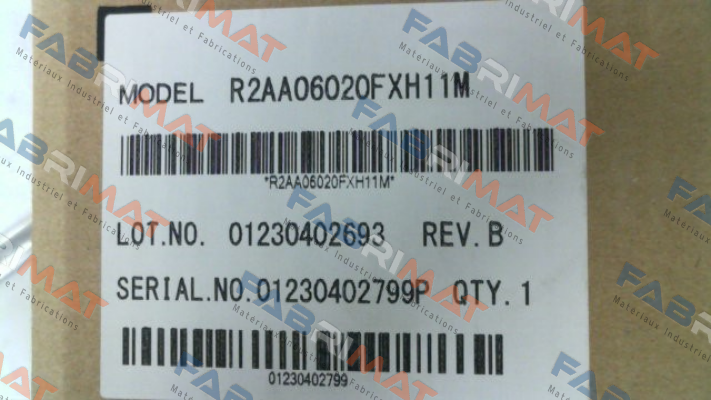 MODEL R2AA06020FXH11M
*R2AA06020FXH11M*
LOT.NO. 01230402693 REV.B
SERIAL.NO.01230402799P QTY.1
01230402799
FABRIMAT
Materiaux Industriel et Fabrications